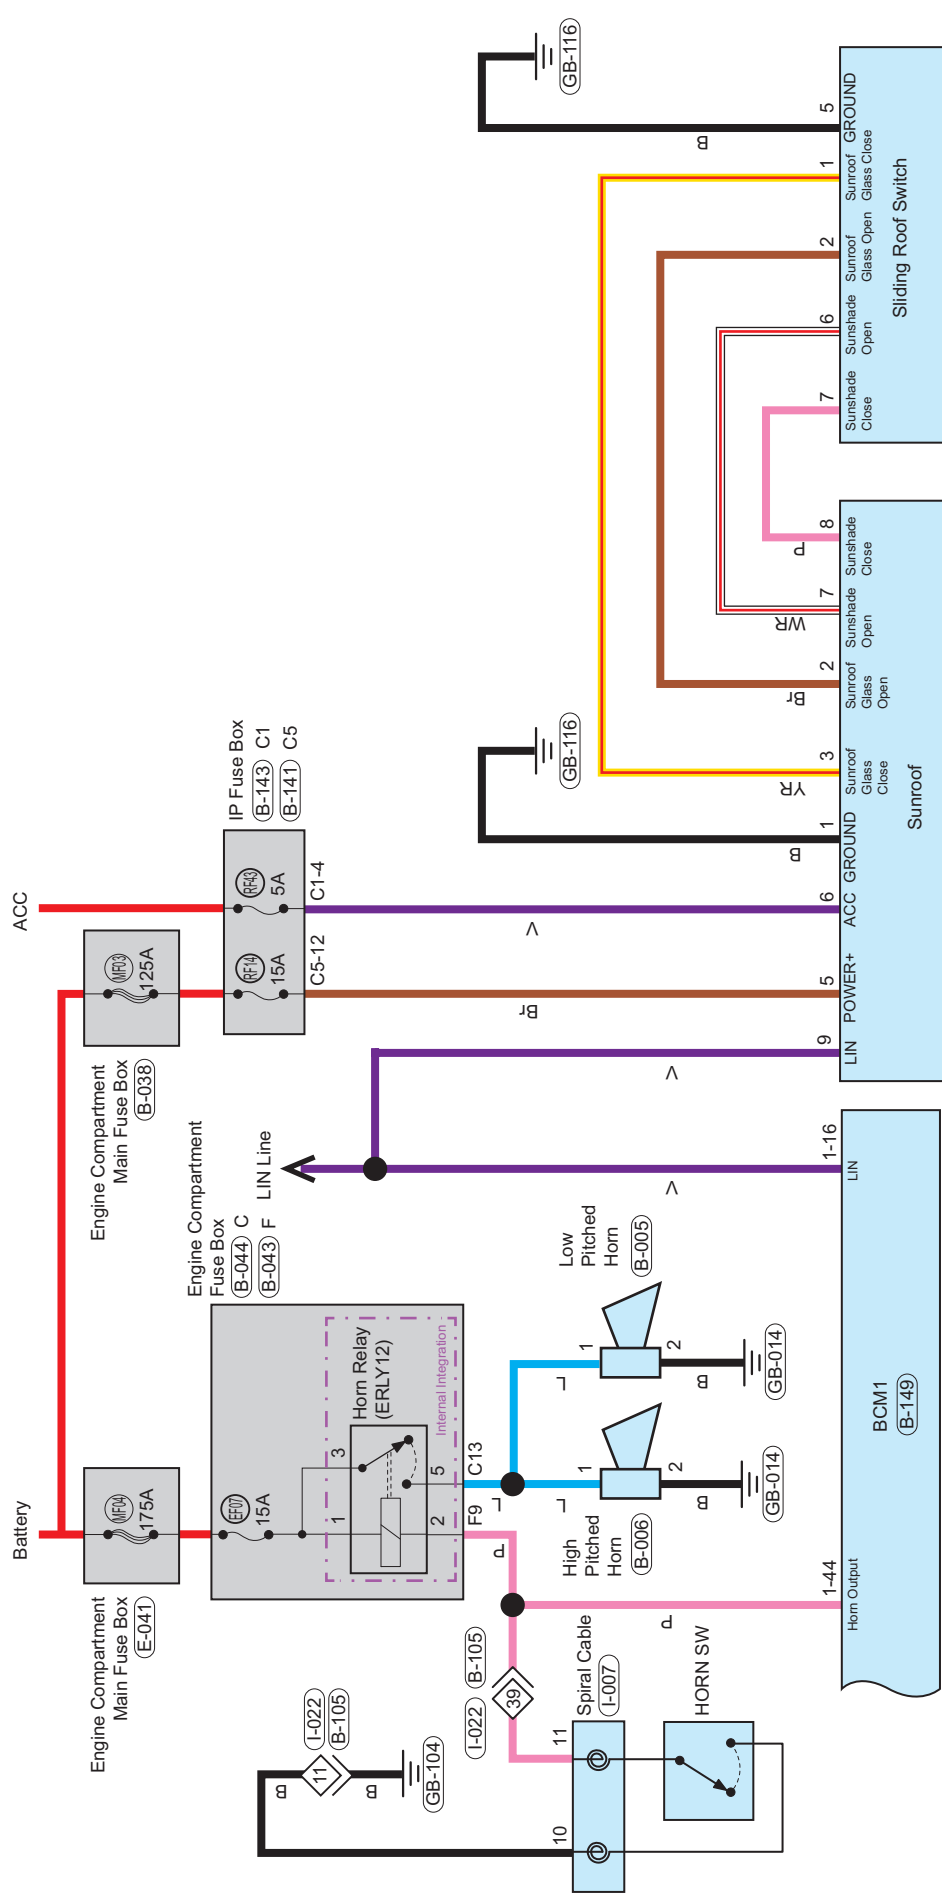 Battery
ACC
Engine Compartment
Main Fuse Box
E-041
MF04
175A
Engine Compartment
Main Fuse Box
B-038
MF03
125A
IP Fuse Box
B-143 C1
B-141 C5
RF14
15A
RF43
5A
C5-12
C1-4
Engine Compartment
Fuse Box
B-044 C
B-043 F
EF07
15A
Horn Relay
(ERLY12)
Internal Integration
1
3
2
5
F9
C13
P
L
LIN Line
I-022
B-105
11
B
B
GB-104
I-022
B-105
39
Spiral Cable
I-007
10
11
HORN SW
P
L
L
High
Pitched
Horn
B-006
1
2
B
GB-014
Low
Pitched
Horn
B-005
1
2
B
GB-014
1-44
Horn Output
1-16
LIN
V
BCM1
B-149
V
Br
V
B
GB-116
YR
Br
WR
P
9
LIN
5
POWER+
6
ACC
1
GROUND
3
Sunroof
Glass
Close
2
Sunroof
Glass
Open
7
Sunshade
Open
8
Sunshade
Close
Sunroof
7
Sunshade
Close
6
Sunshade
Open
2
Sunroof
Glass Open
1
Sunroof
Glass Close
5
GROUND
B
GB-116
Sliding Roof Switch